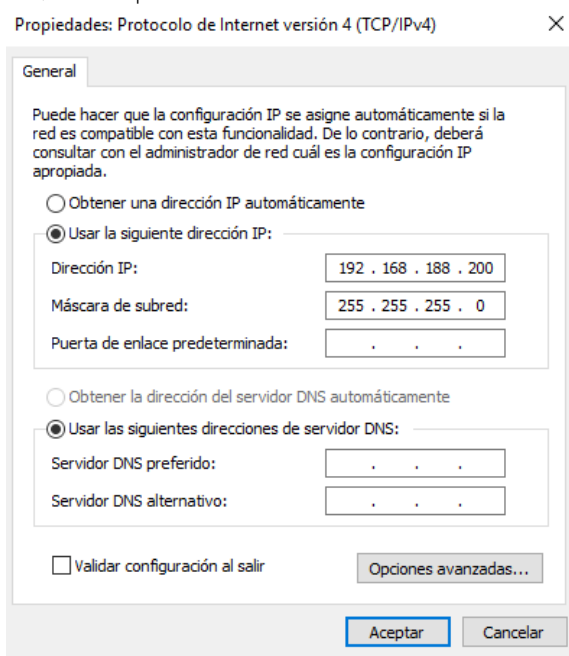 Propiedades: Protocolo de Internet versión 4 (TCP/IPv4)
General
Puede hacer que la configuración IP se asigne automáticamente si la
red es compatible con esta funcionalidad. De lo contrario, deberá
consultar con el administrador de red cuál es la configuración IP
apropiada.
Obtener una dirección IP automáticamente
Usar la siguiente dirección IP:
Dirección IP: 192 . 168 . 188 . 200
Máscara de subred: 255 . 255 . 255 . 0
Puerta de enlace predeterminada: . . .
Obtener la dirección del servidor DNS automáticamente
Usar las siguientes direcciones de servidor DNS:
Servidor DNS preferido: . . .
Servidor DNS alternativo: . . .
Validar configuración al salir
Opciones avanzadas...
Aceptar Cancelar